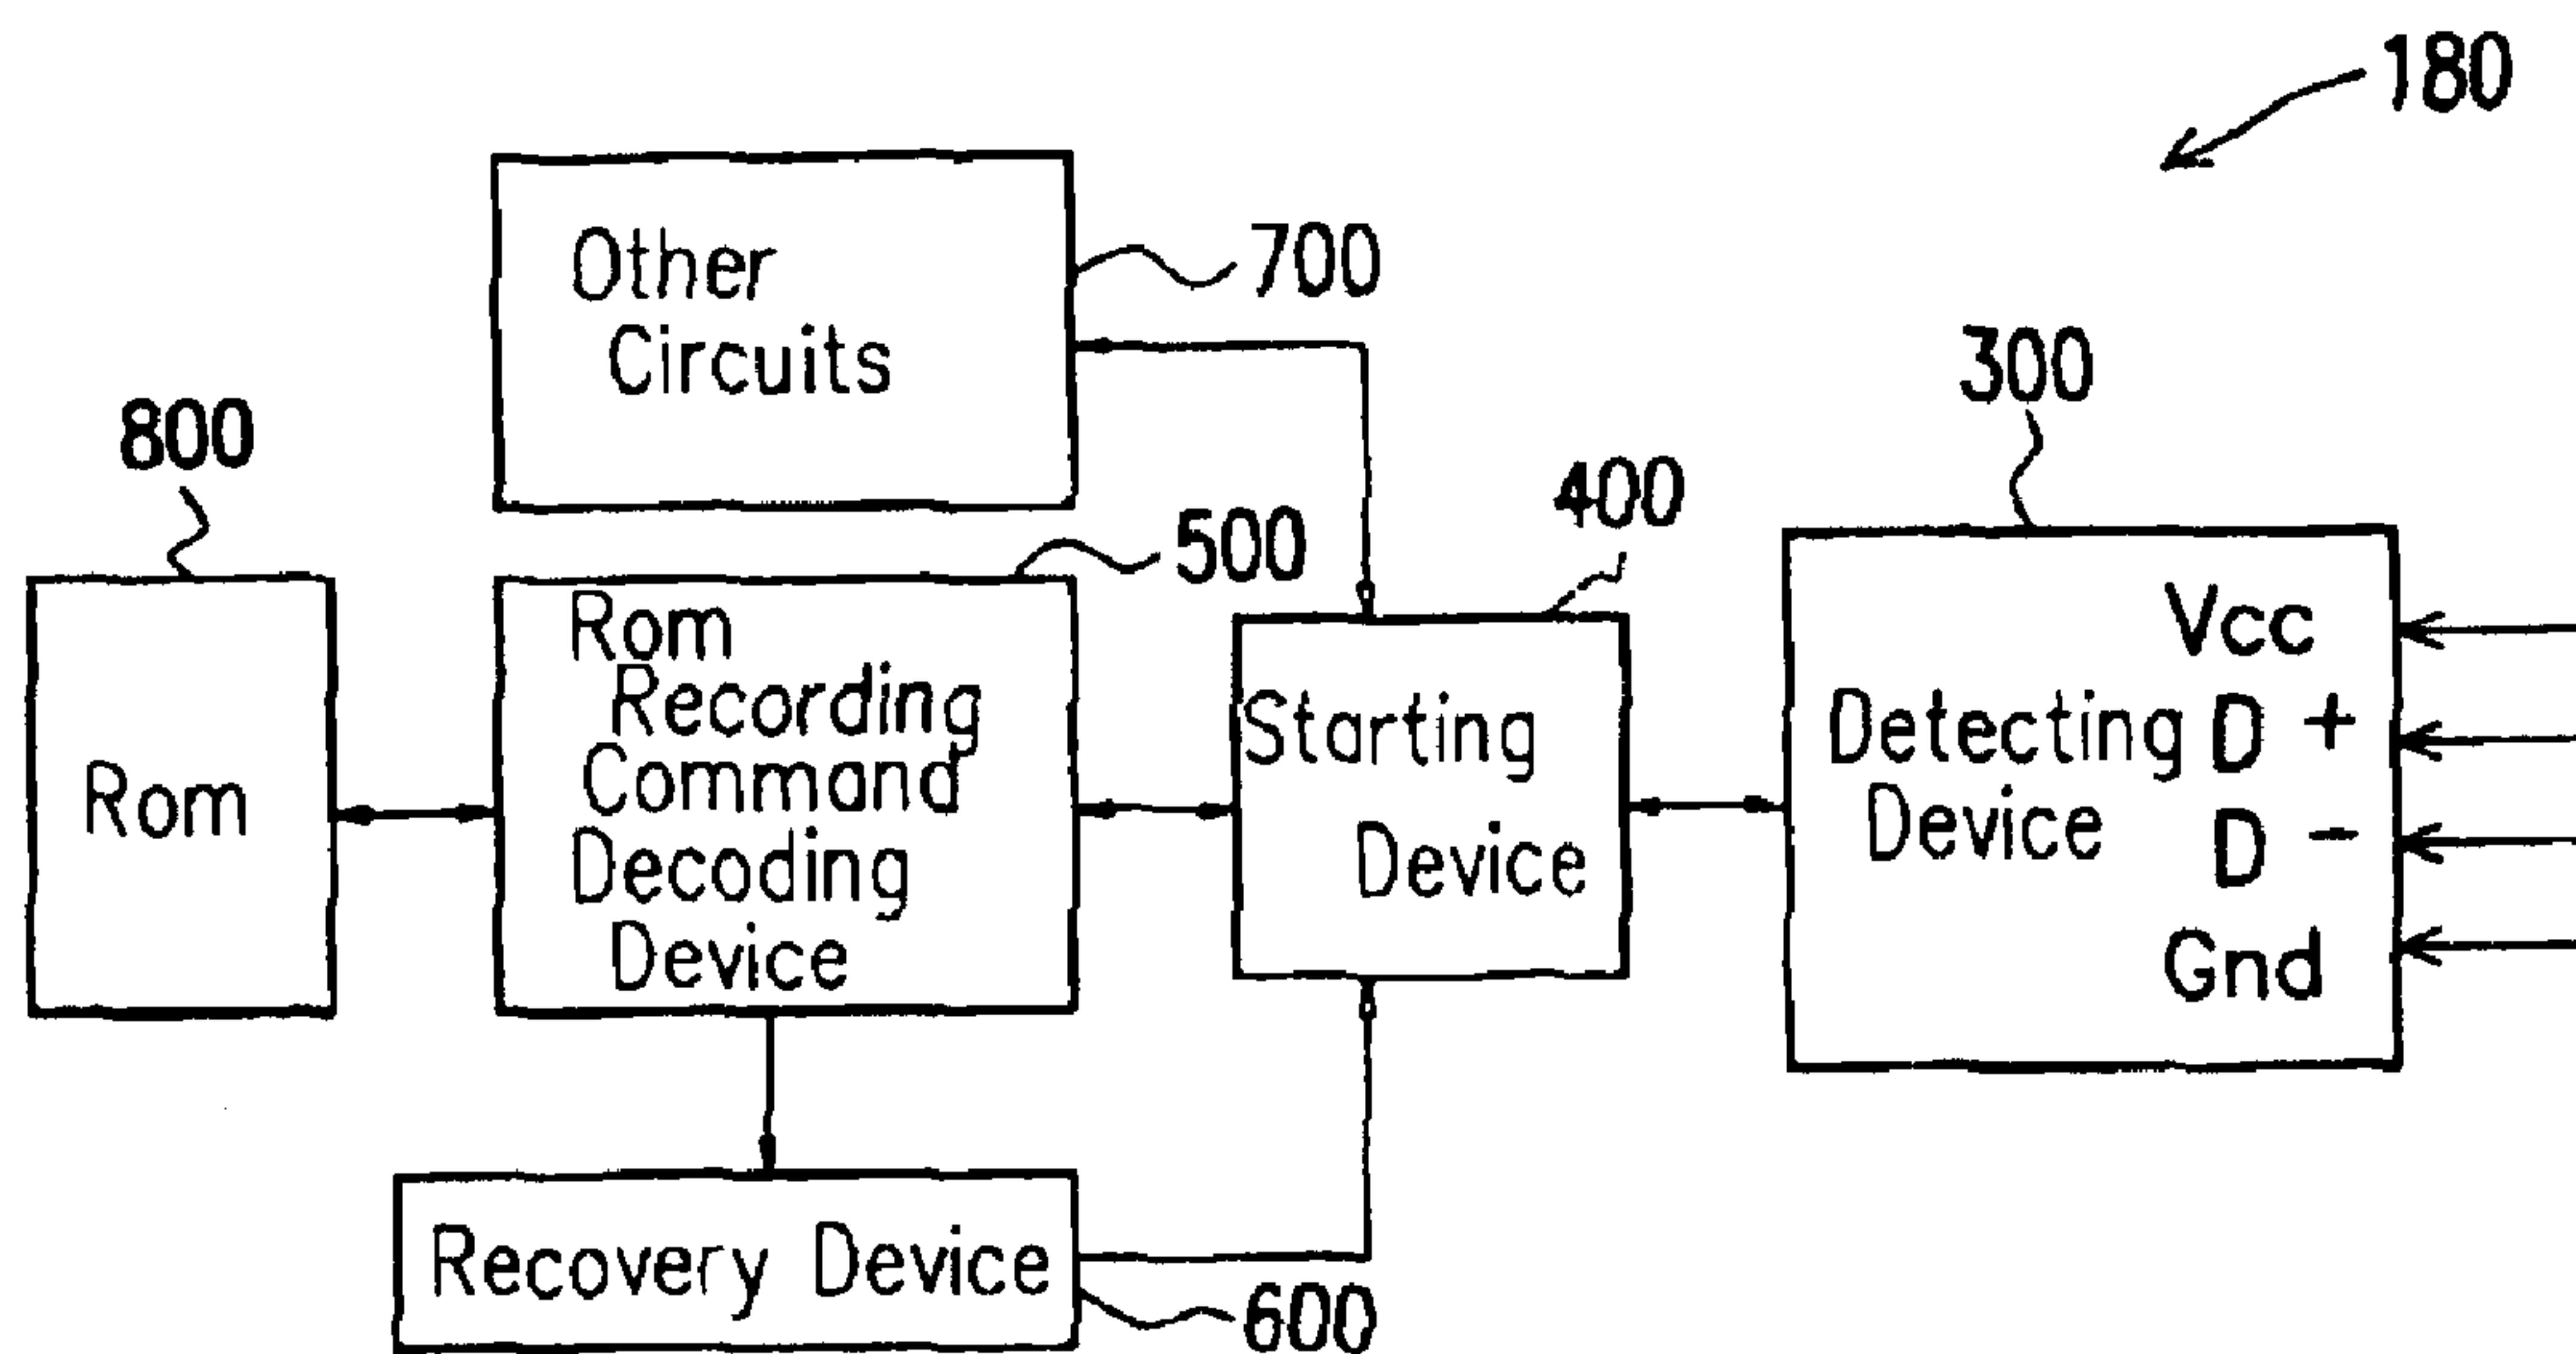 180
Other
Circuits
700
300
800
400
500
Rom
Rom
Recording
Command
Decoding
Device
Starting
Device
Detecting
Device
Vcc
D +
D -
Gnd
Recovery Device
600